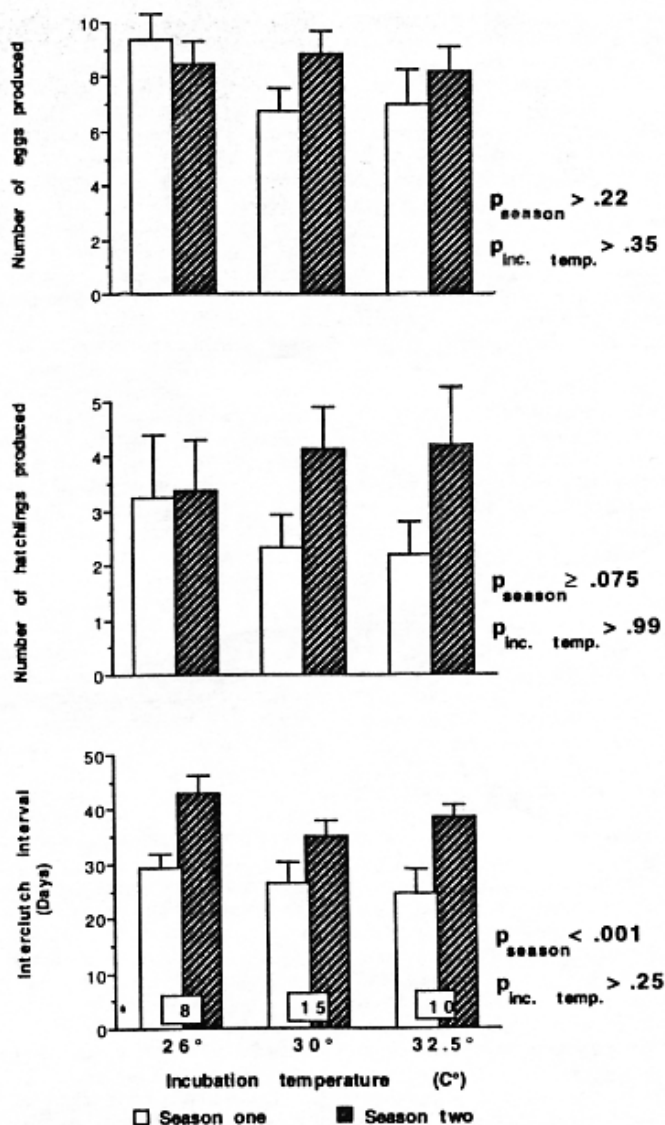 Number of eggs produced
10
8
6
4
2
0
p season > .22
p inc. temp. > .35
Number of hatchlings produced
5
4
3
2
1
0
p season ≥ .075
p inc. temp. > .99
Interclutch Interval
(Days)
50
40
30
20
10
0
8 15 10
p season < .001
p inc. temp. > .25
26° 30° 32.5°
Incubation temperature (C°)
Season one Season two